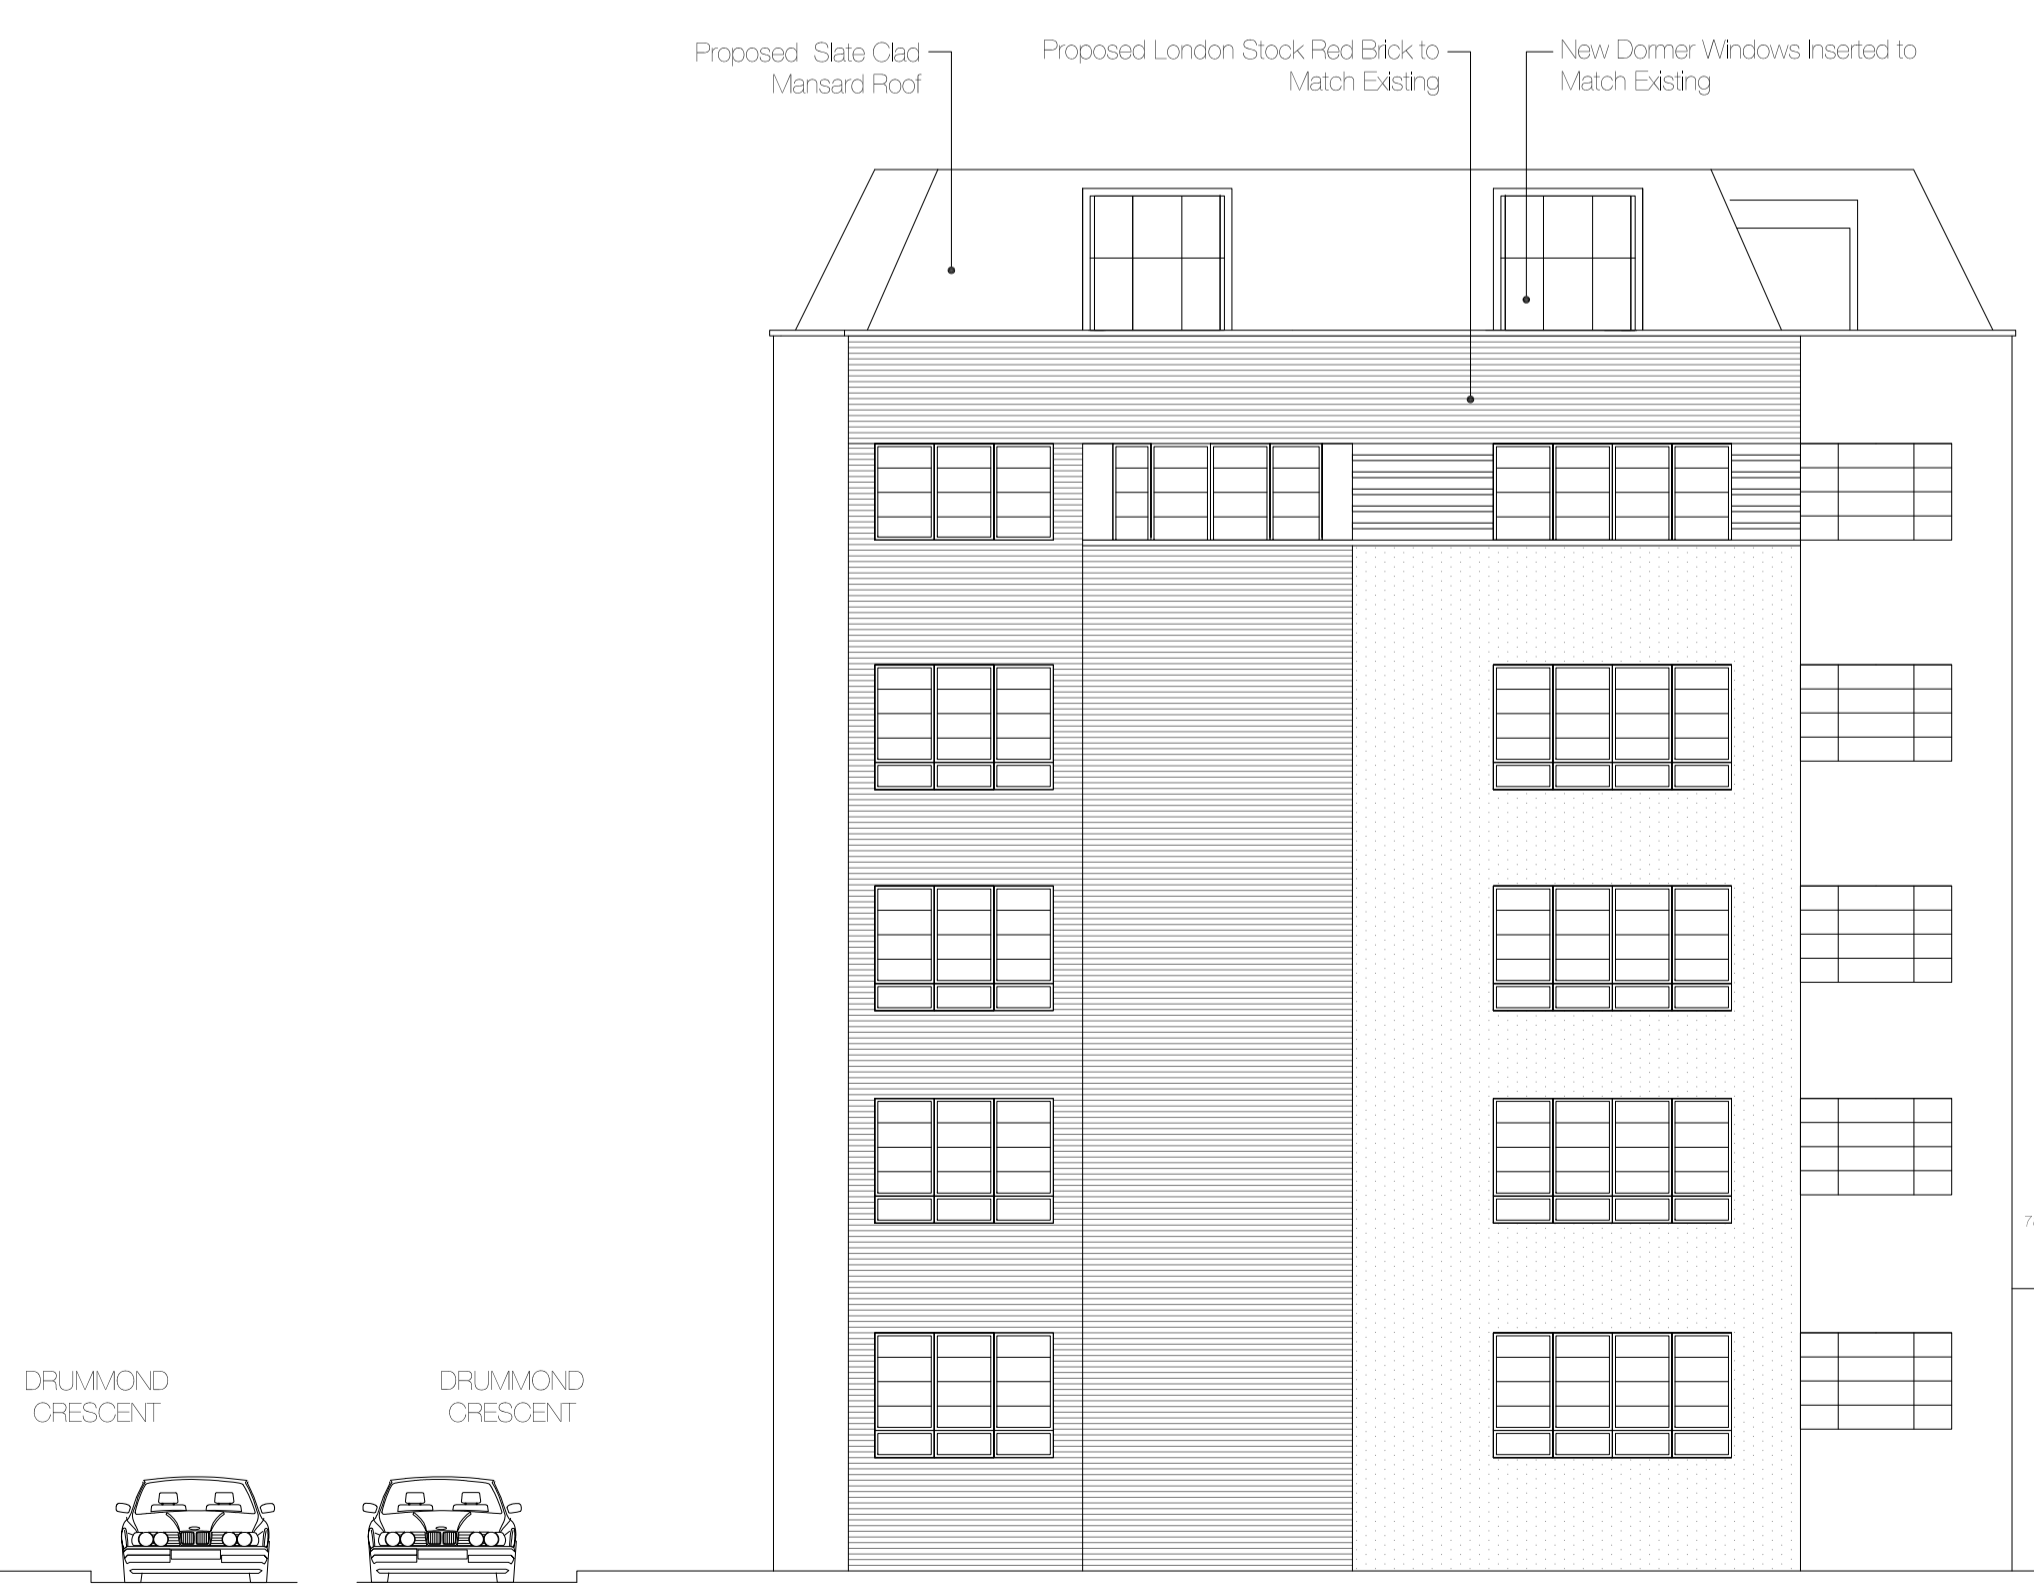 Proposed Slate Clad
Mansard Roof
Proposed London Stock Red Brick to
Match Existing
New Dormer Windows Inserted to
Match Existing
DRUMMOND
CRESCENT
DRUMMOND
CRESCENT